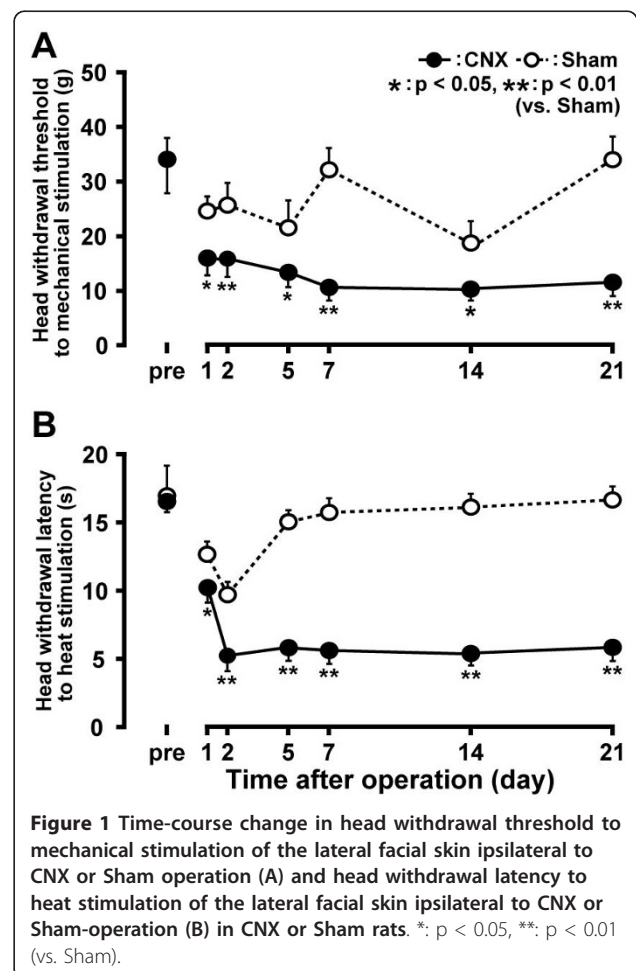 A
●: CNX ○: Sham
*: p < 0.05, **: p < 0.01
(vs. Sham)
Head withdrawal threshold
to mechanical stimulation (g)
50
40
30
20
10
0
* ** * ** * **
pre 1 2 5 7 14 21
B
Head withdrawal latency
to heat stimulation (s)
20
15
10
5
0
* ** ** ** ** **
pre 1 2 5 7 14 21
Time after operation (day)
Figure 1 Time-course change in head withdrawal threshold to
mechanical stimulation of the lateral facial skin ipsilateral to
CNX or Sham operation (A) and head withdrawal latency to
heat stimulation of the lateral facial skin ipsilateral to CNX or
Sham-operation (B) in CNX or Sham rats. *: p < 0.05, **: p < 0.01
(vs. Sham).